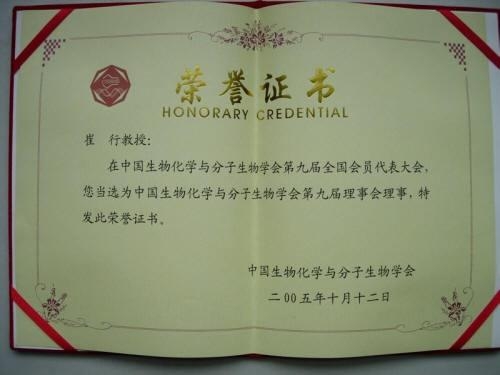 荣誉证书
HONORARY CREDENTIAL
崔 行教授：
在中国生物化学与分子生物学会第九届全国会员代表大会，
您当选为中国生物化学与分子生物学会第九届理事会理事，特
发此荣誉证书。
中国生物化学与分子生物学会
二00五年十月十二日